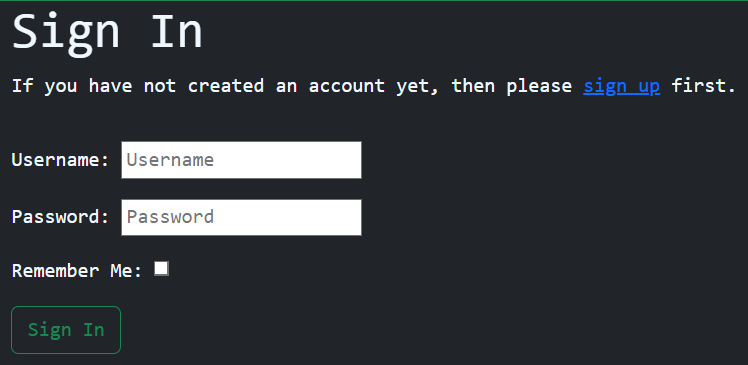 Sign In
If you have not created an account yet, then please sign up first.
Username: Username
Password: Password
Remember Me:
Sign In